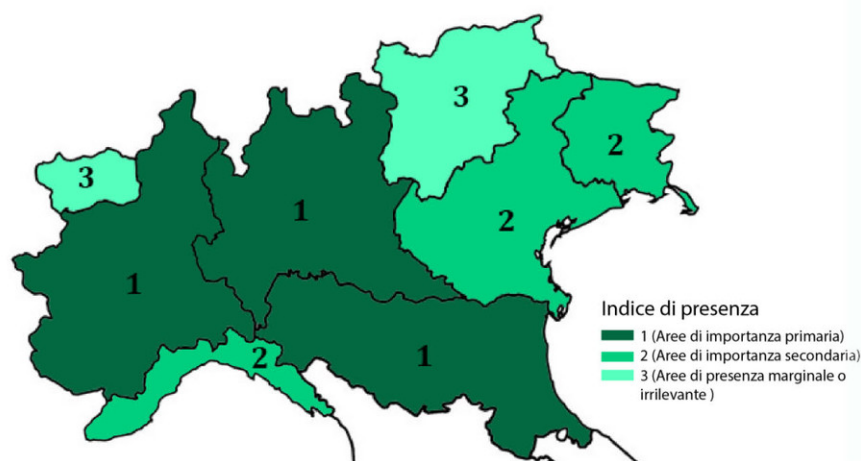 3
2
3
1
2
1
2
1
Indice di presenza
1 (Aree di importanza primaria)
2 (Aree di importanza secondaria)
3 (Aree di presenza marginale o
irrilevante )